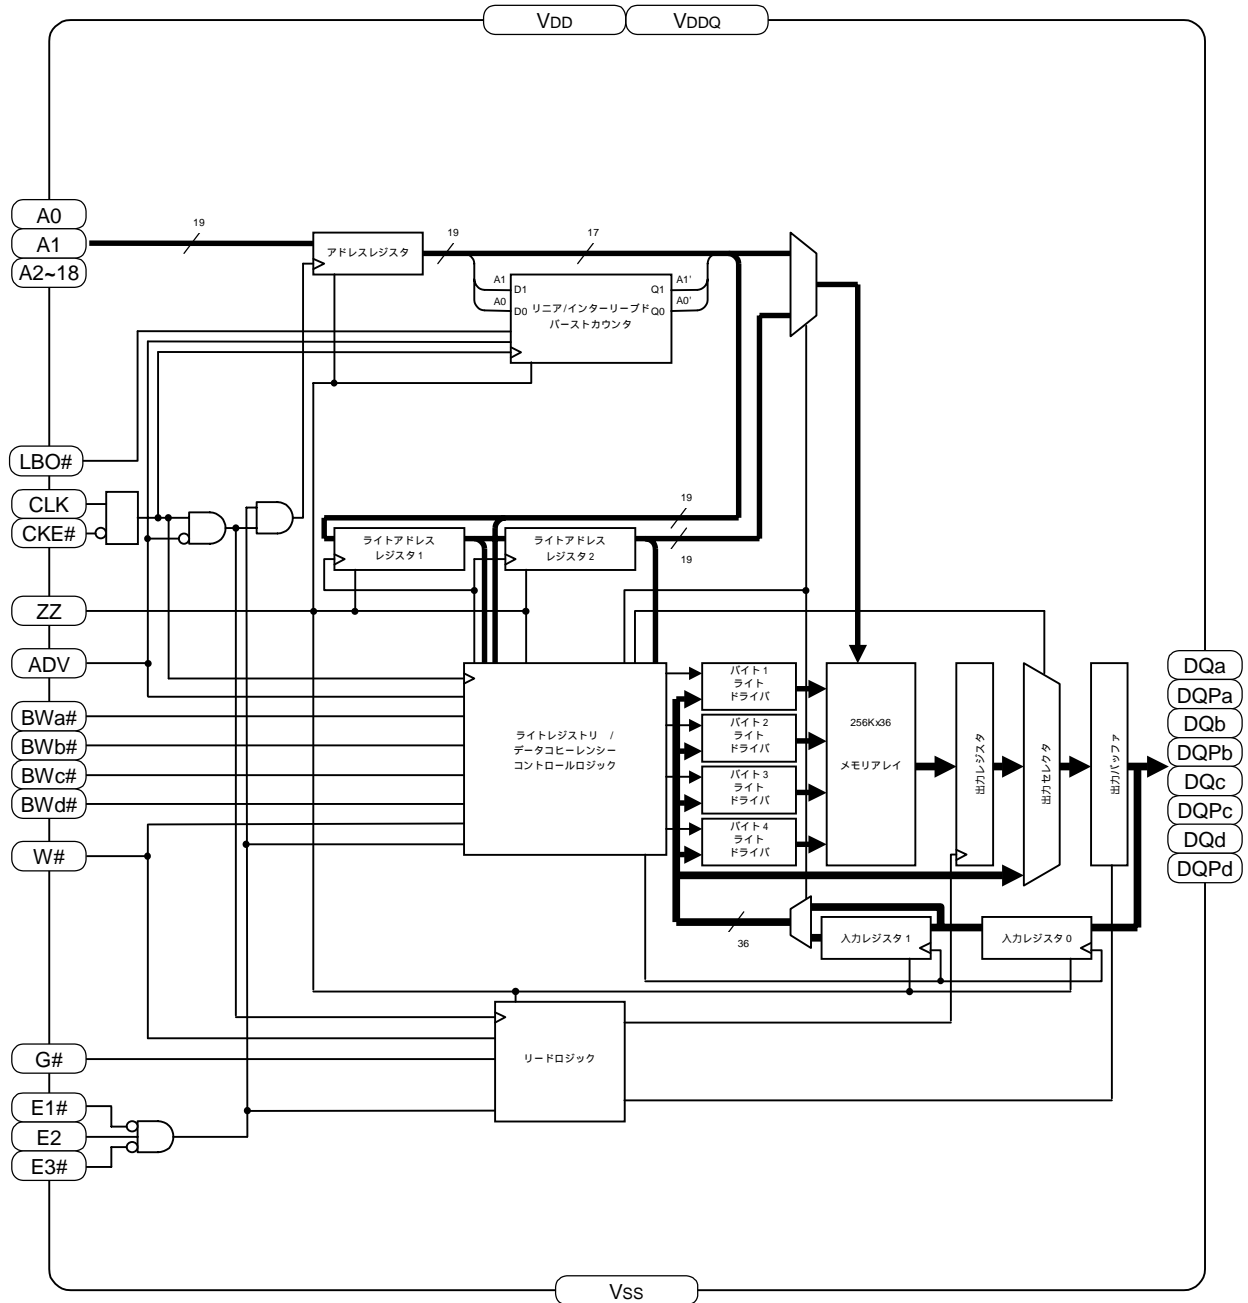 VDD
VDDQ
A0
A1
A2~18
19
アドレスレジスタ
19
17
A1
D1
A0
D0
リニア/インターリーブド
バーストカウンタ
Q1
A1'
Q0
A0'
LBO#
CLK
CKE#
19
19
ライトアドレス
レジスタ1
ライトアドレス
レジスタ2
ZZ
ADV
BWa#
BWb#
BWc#
BWd#
W#
ライトレジストリ /
データコヒーレンシー
コントロールロジック
バイト1
ライト
ドライバ
バイト2
ライト
ドライバ
バイト3
ライト
ドライバ
バイト4
ライト
ドライバ
256Kx36
メモリアレイ
出力レジスタ
出力セレクタ
出力バッファ
DQa
DQPa
DQb
DQPb
DQc
DQPc
DQd
DQPd
36
入力レジスタ1
入力レジスタ0
リードロジック
G#
E1#
E2
E3#
VSS